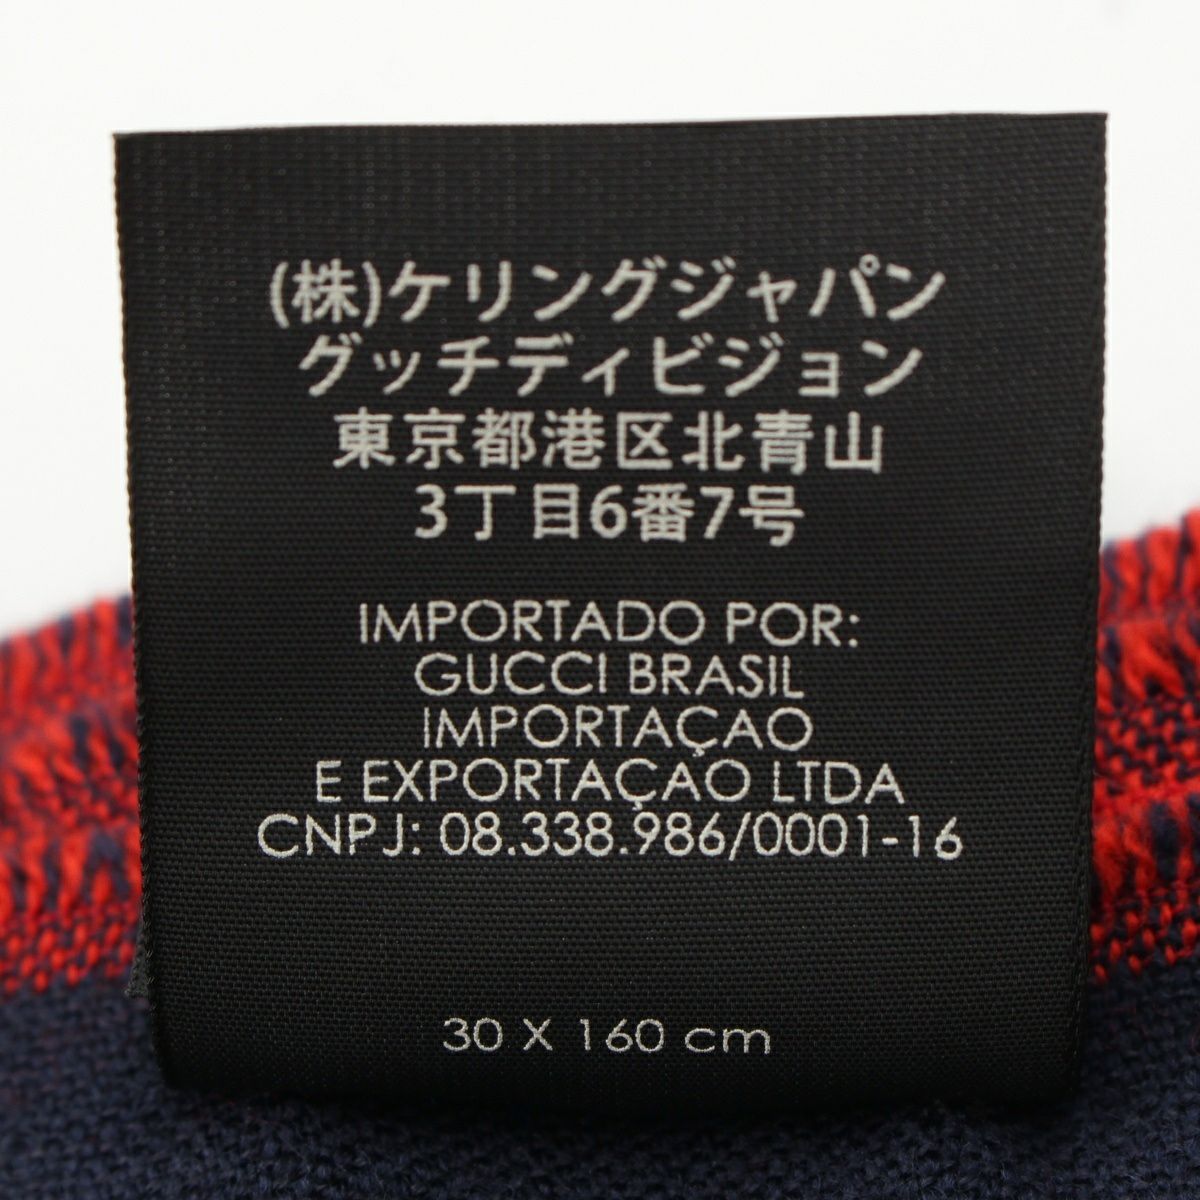 (株)ケリングジャパン
グッチディビジョン
東京都港区北青山
3丁目6番7号
IMPORTADO POR:
GUCCI BRASIL
IMPORTAÇAO
E EXPORTAÇAO LTDA
CNPJ: 08.338.986/0001-16
30 X 160 cm